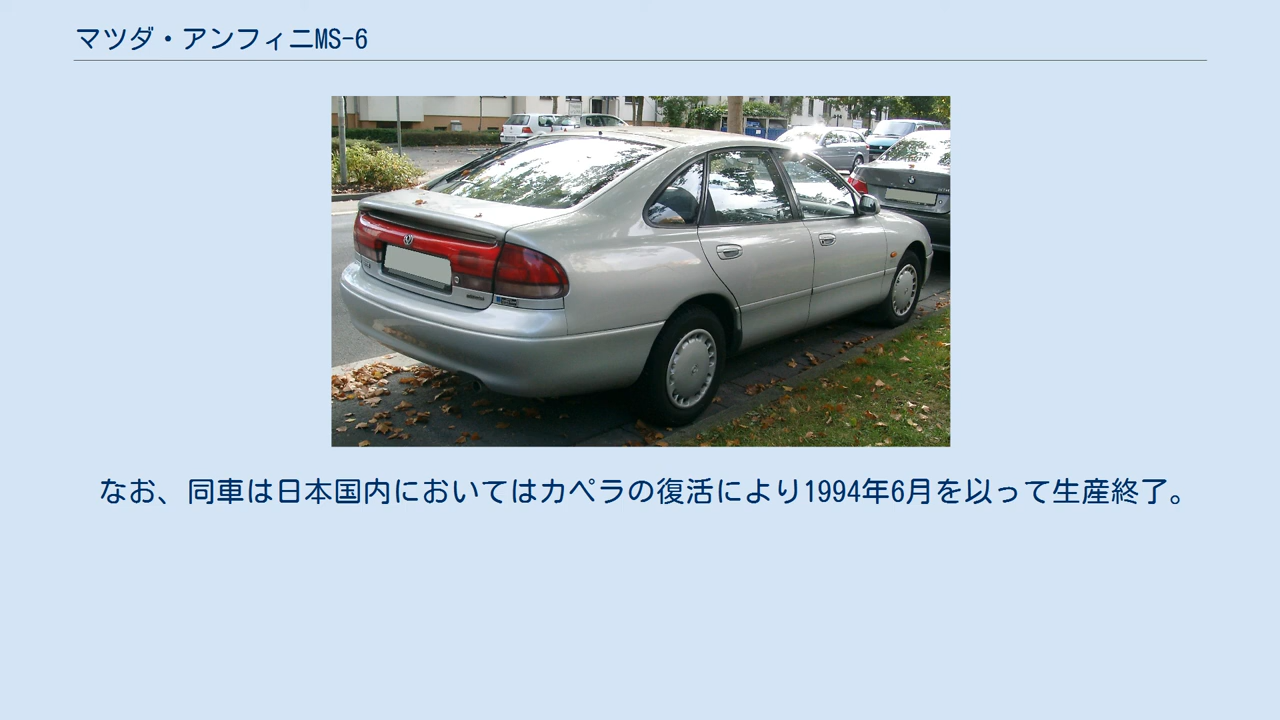 マツダ・アンフィニMS-6
なお、同車は日本国内においてはカペラの復活により1994年6月を以って生産終了。